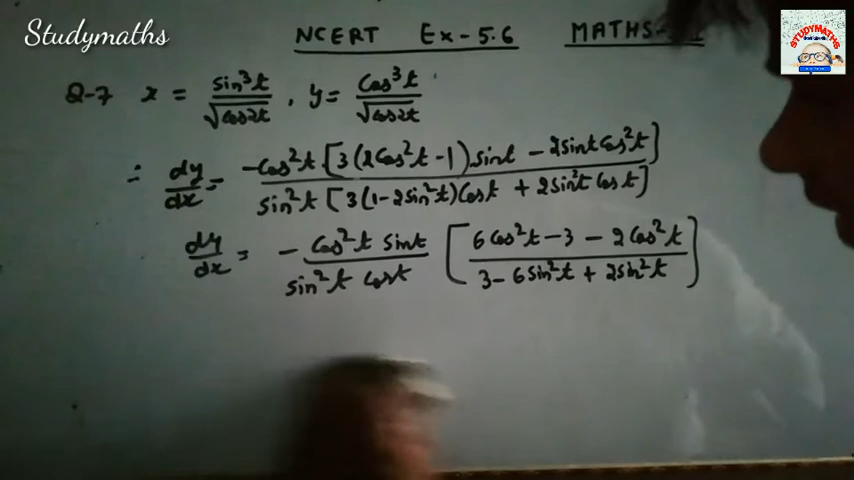 Studymaths
NCERT Ex-5.6 MATHS-
STUDYMATHS
Q-7 x = sin³t/√cos2t , y = cos³t/√cos2t
∴ dy/dx = -cos²t [3(2cos²t-1) sint - 2sint cos²t] / sin²t [3(1-2sin²t) cost + 2sin²t cost]
dy/dx = - cos²t sint / sin²t cost [6cos²t-3-2cos²t / 3-6sin²t+2sin²t]